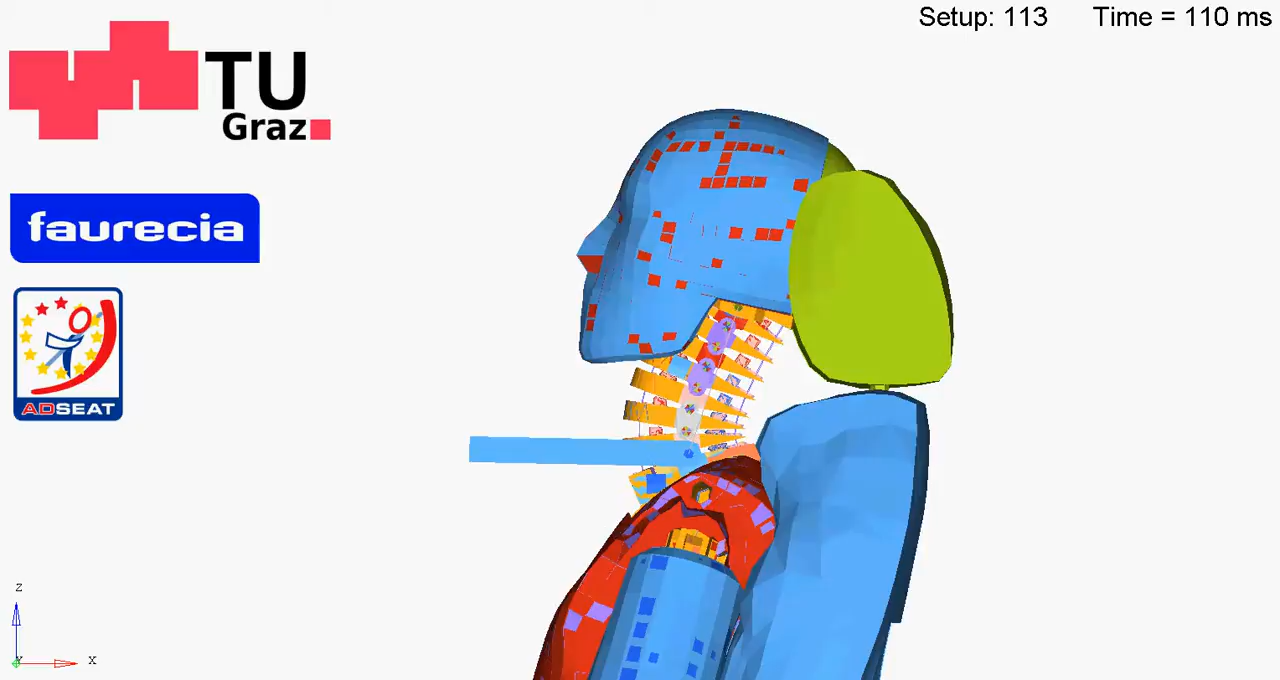 Setup: 113 Time = 110 ms
TU
Graz
faurecia
ADSEAT
Z
Y
X